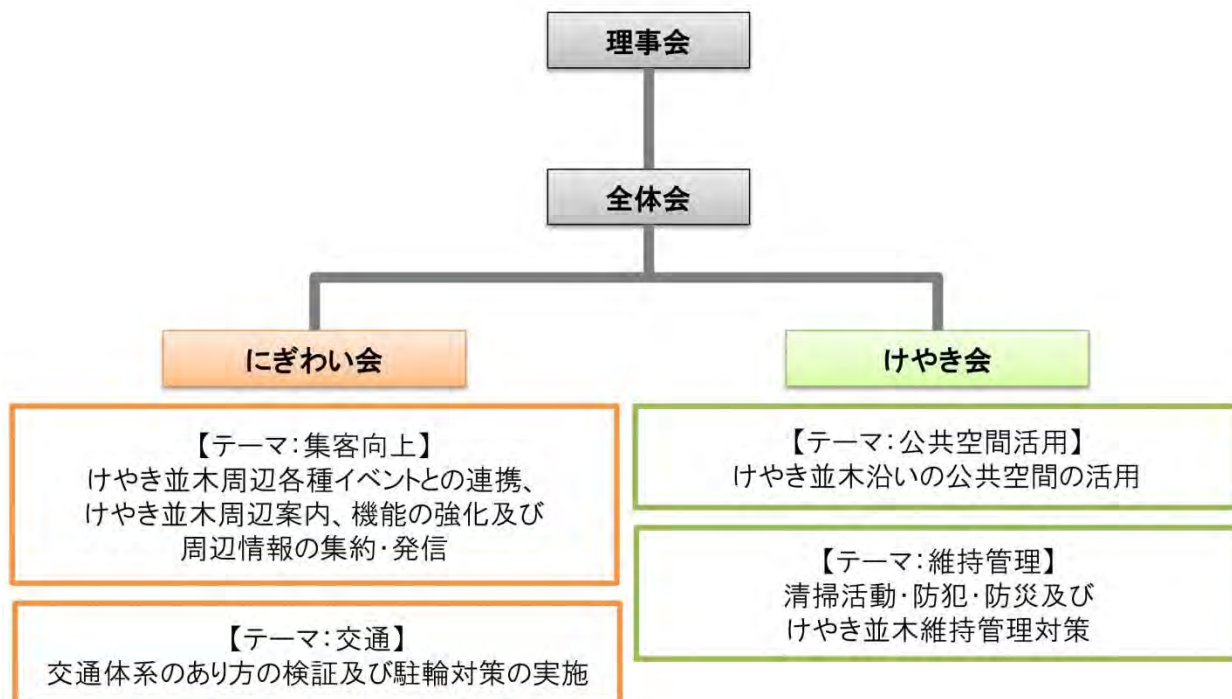 理事会
全体会
にぎわい会
【テーマ：集客向上】
けやき並木周辺各種イベントとの連携、
けやき並木周辺案内、機能の強化及び
周辺情報の集約・発信
【テーマ：交通】
交通体系のあり方の検証及び駐輪対策の実施
けやき会
【テーマ：公共空間活用】
けやき並木沿いの公共空間の活用
【テーマ：維持管理】
清掃活動・防犯・防災及び
けやき並木維持管理対策